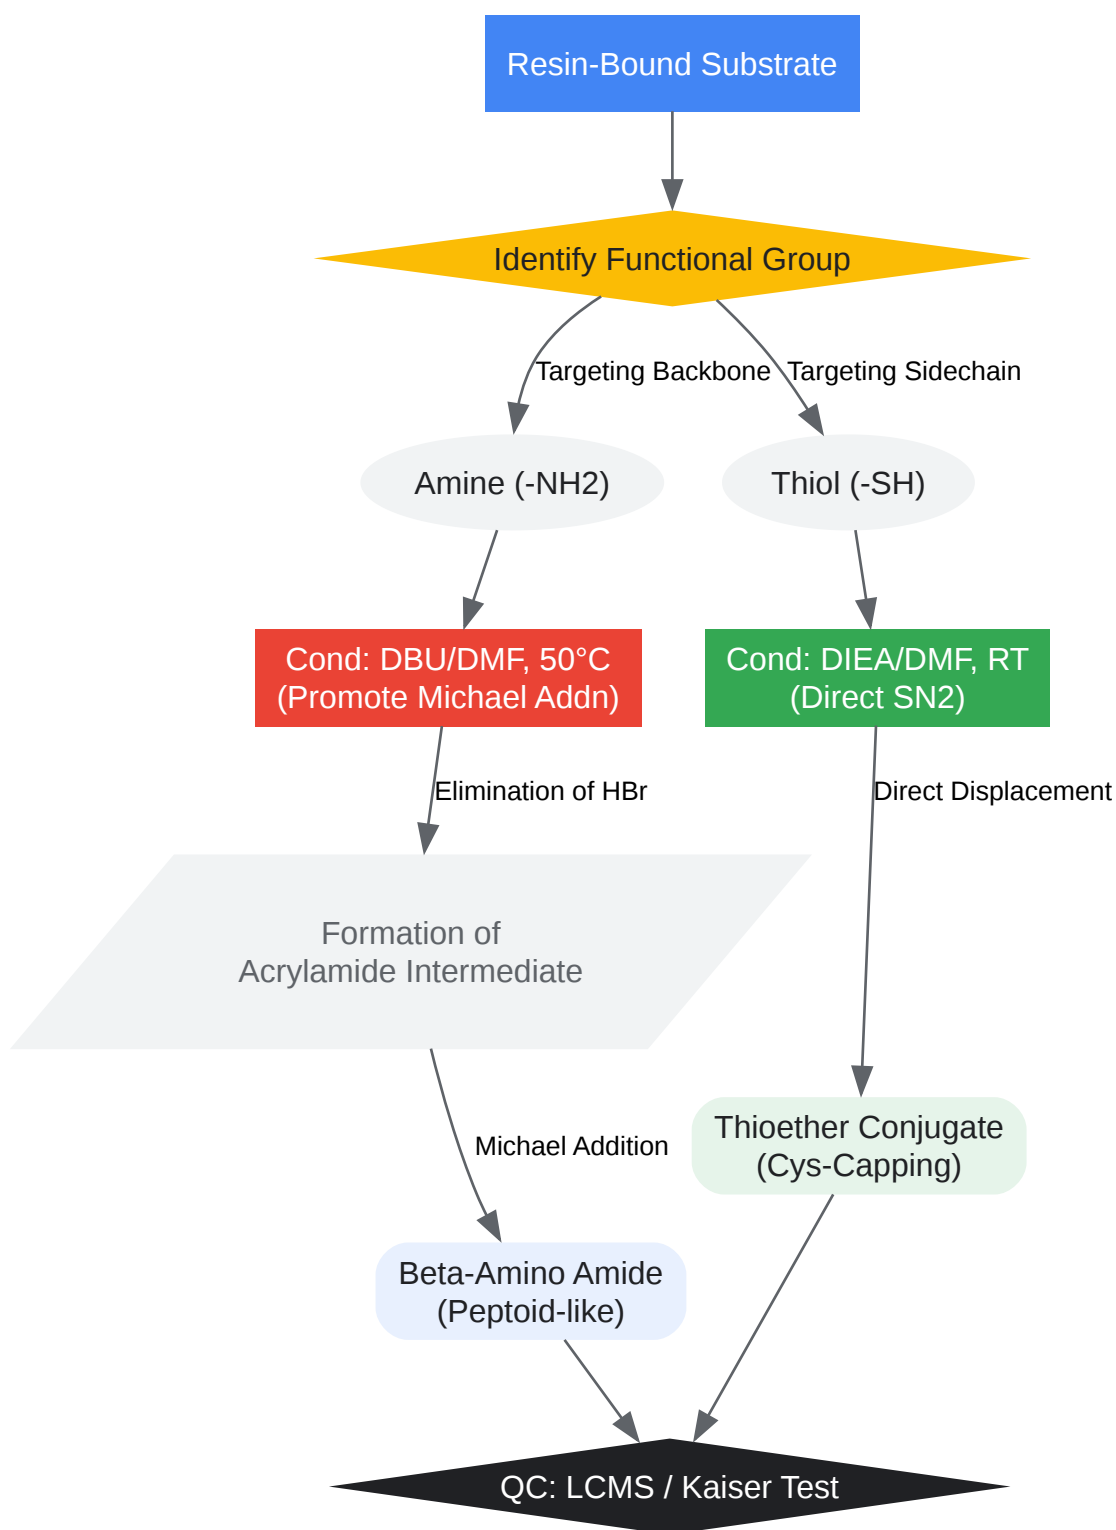 Resin-Bound Substrate
Identify Functional Group
Targeting Backbone
Targeting Sidechain
Amine (-NH2)
Thiol (-SH)
Cond: DBU/DMF, 50°C
(Promote Michael Addn)
Cond: DIEA/DMF, RT
(Direct SN2)
Elimination of HBr
Direct Displacement
Formation of
Acrylamide Intermediate
Michael Addition
Thioether Conjugate
(Cys-Capping)
Beta-Amino Amide
(Peptoid-like)
QC: LCMS / Kaiser Test